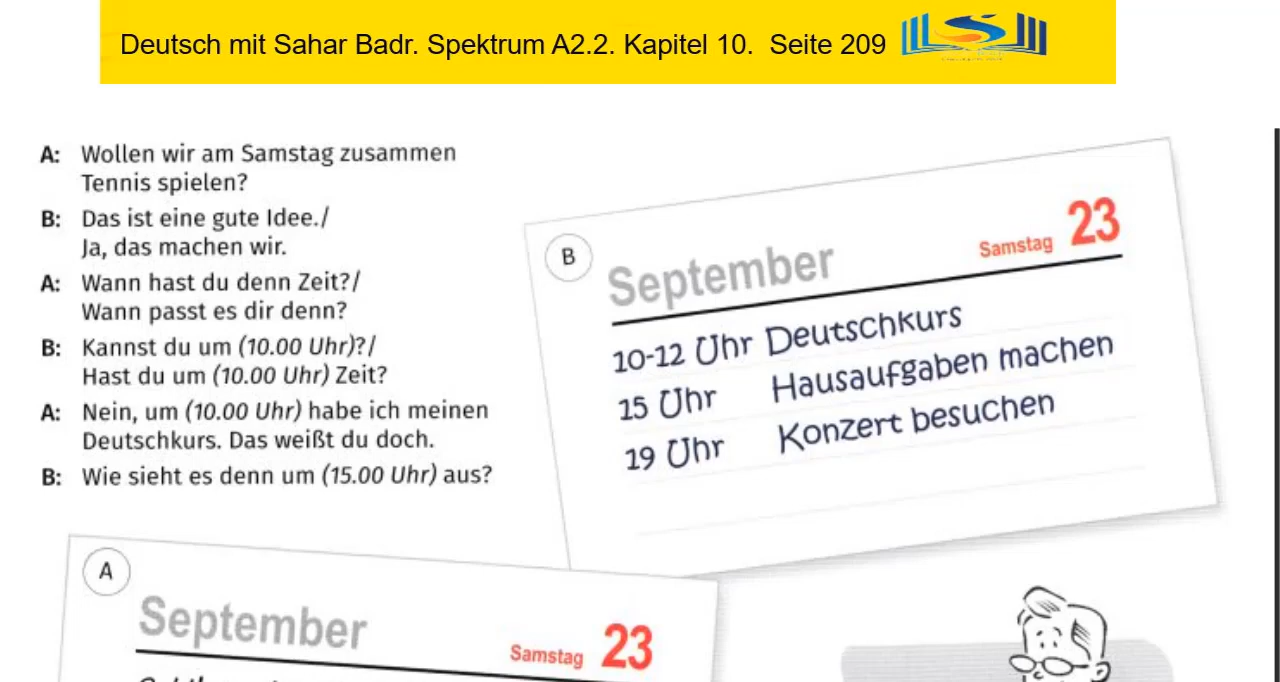 Deutsch mit Sahar Badr. Spektrum A2.2. Kapitel 10. Seite 209
A: Wollen wir am Samstag zusammen
Tennis spielen?
B: Das ist eine gute Idee./
Ja, das machen wir.
A: Wann hast du denn Zeit?/
Wann passt es dir denn?
B: Kannst du um (10.00 Uhr)?/
Hast du um (10.00 Uhr) Zeit?
A: Nein, um (10.00 Uhr) habe ich meinen
Deutschkurs. Das weißt du doch.
B: Wie sieht es denn um (15.00 Uhr) aus?
B
September Samstag 23
10-12 Uhr Deutschkurs
15 Uhr Hausaufgaben machen
19 Uhr Konzert besuchen
A
September Samstag 23